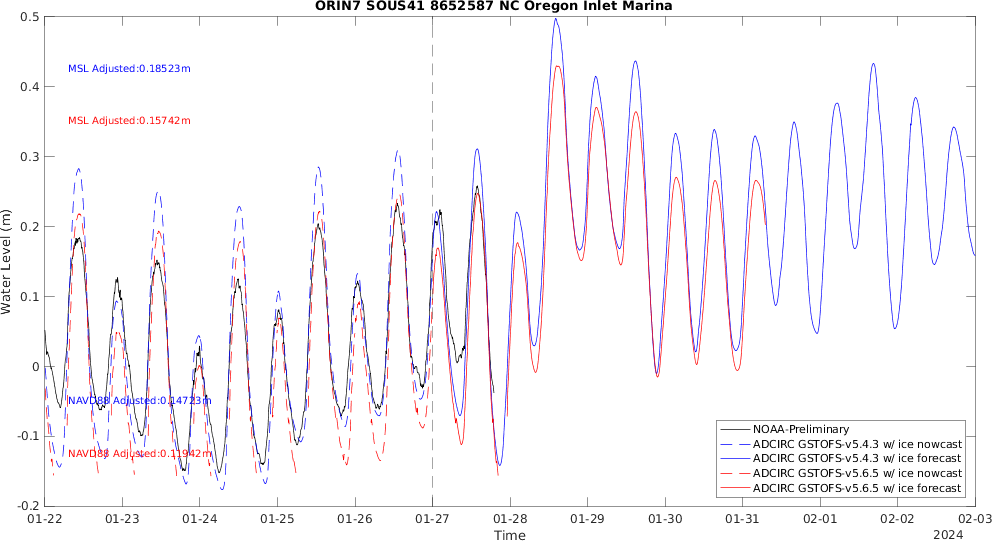 ORIN7 SOUS41 8652587 NC Oregon Inlet Marina
0.5
0.4
0.3
0.2
0.1
0
-0.1
-0.2
Water Level (m)
MSL Adjusted:0.18523m
MSL Adjusted:0.15742m
NAVD88 Adjusted:0.14723m
NAVD88 Adjusted:0.11942m
NOAA-Preliminary
ADCIRC GSTOFS-v5.4.3 w/ ice nowcast
ADCIRC GSTOFS-v5.4.3 w/ ice forecast
ADCIRC GSTOFS-v5.6.5 w/ ice nowcast
ADCIRC GSTOFS-v5.6.5 w/ ice forecast
01-22 01-23 01-24 01-25 01-26 01-27 01-28 01-29 01-30 01-31 02-01 02-02 02-03
Time
2024